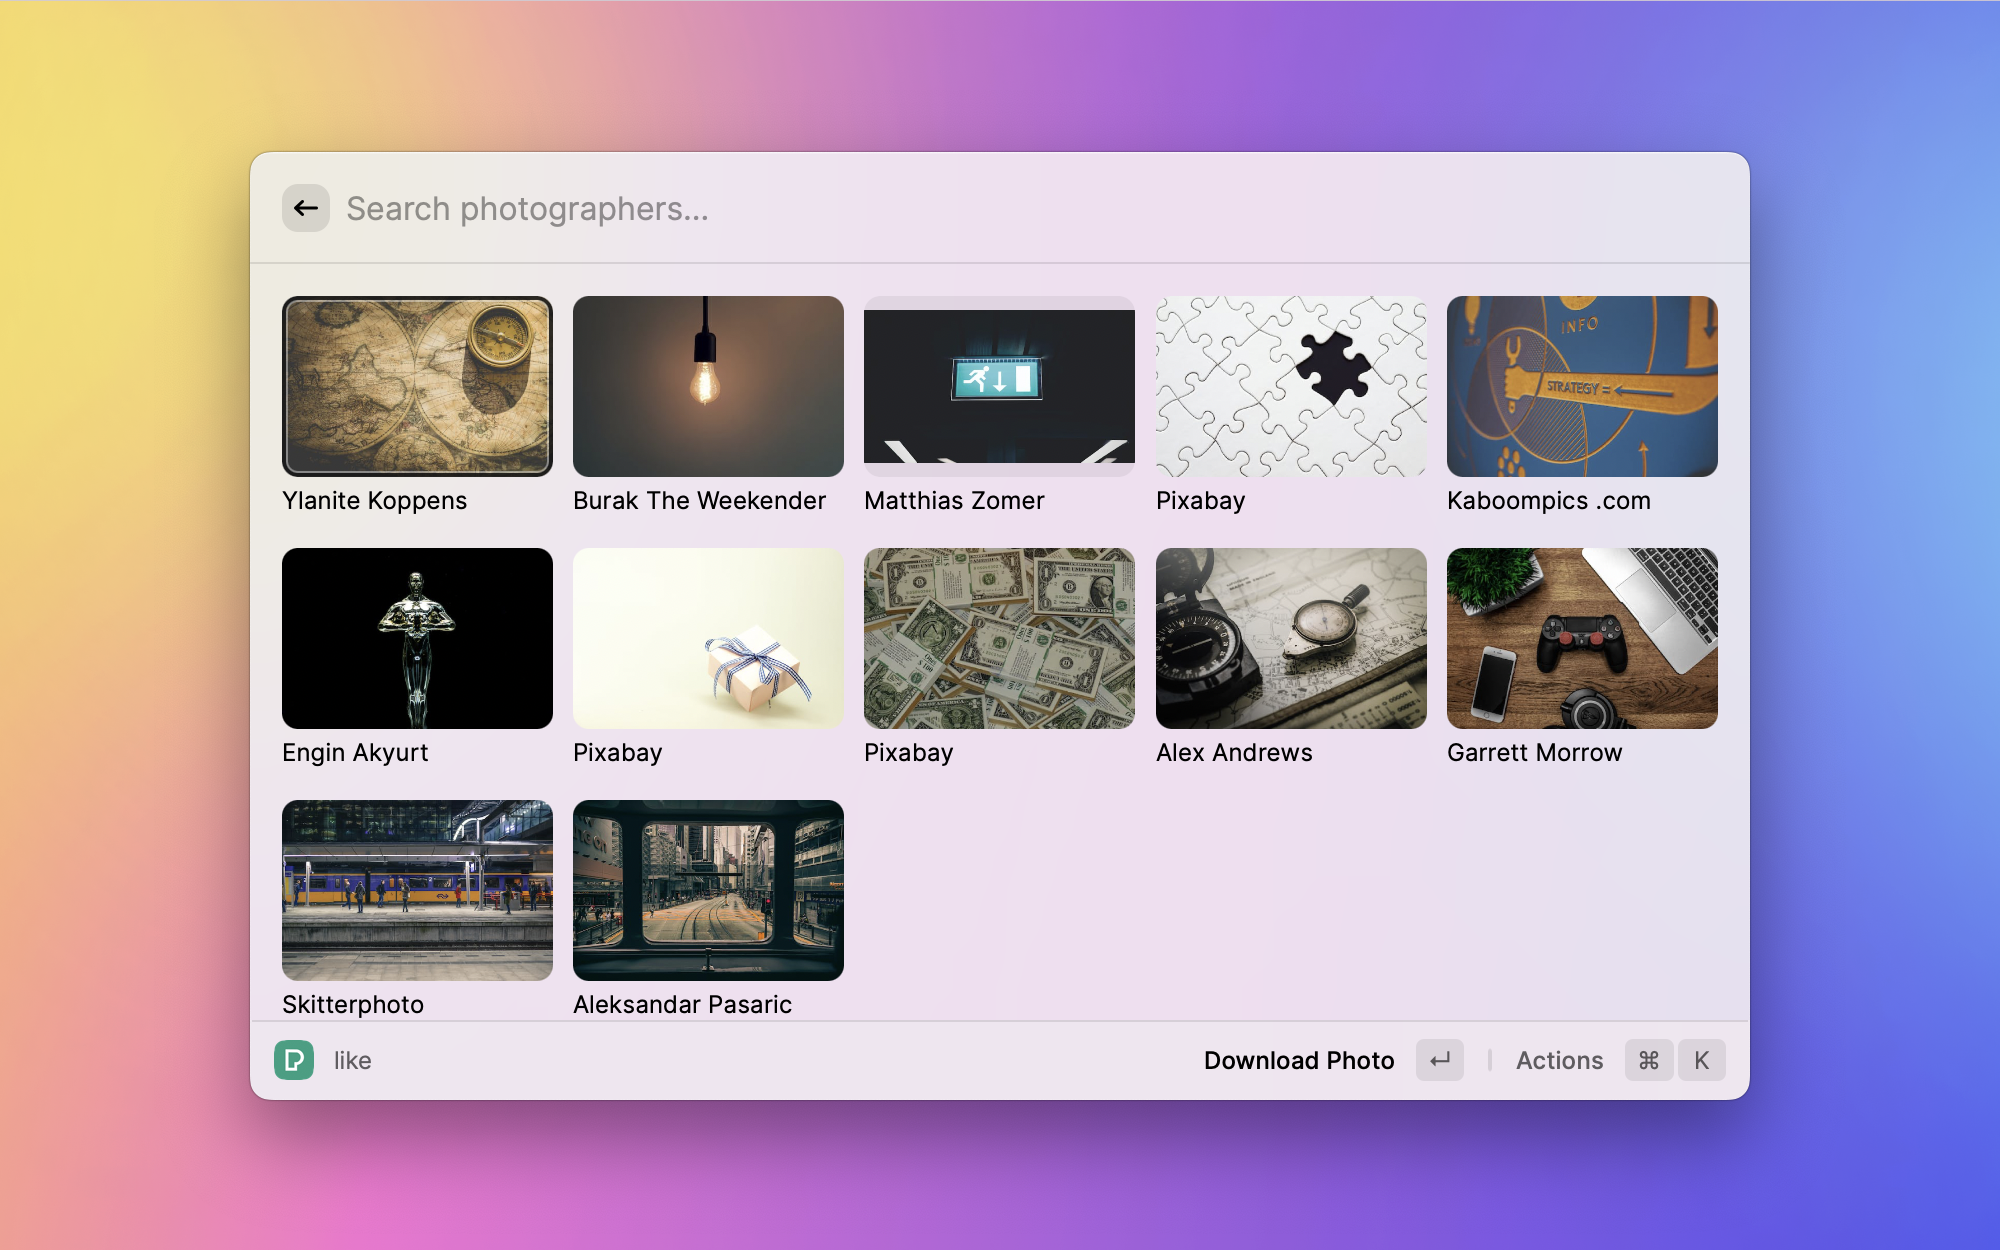 Search photographers...
INFO
STRATEGY =
Ylanite Koppens
Burak The Weekender
Matthias Zomer
Pixabay
Kaboompics .com
Engin Akyurt
Pixabay
Pixabay
Alex Andrews
Garrett Morrow
Skitterphoto
Aleksandar Pasaric
like
Download Photo
Actions
⌘
K